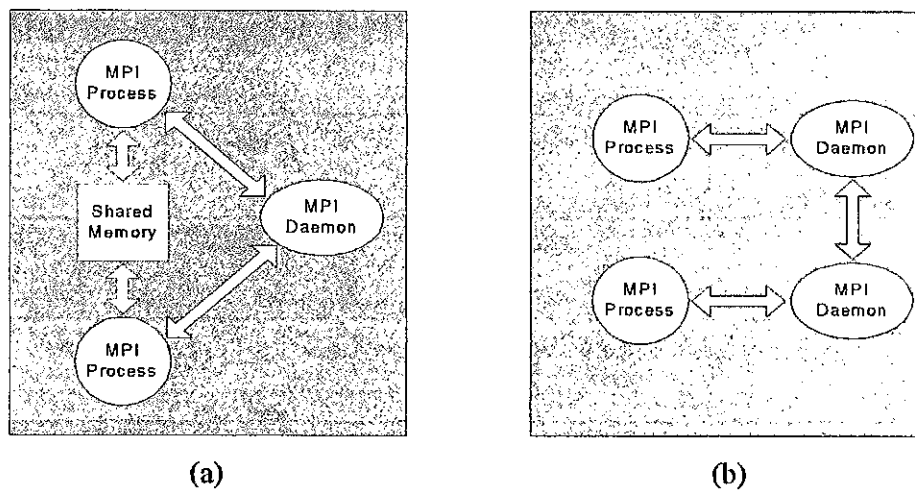 MPI
Process
Shared
Memory
MPI
Daemon
MPI
Process
(a)
MPI
Process
MPI
Daemon
MPI
Process
MPI
Daemon
(b)